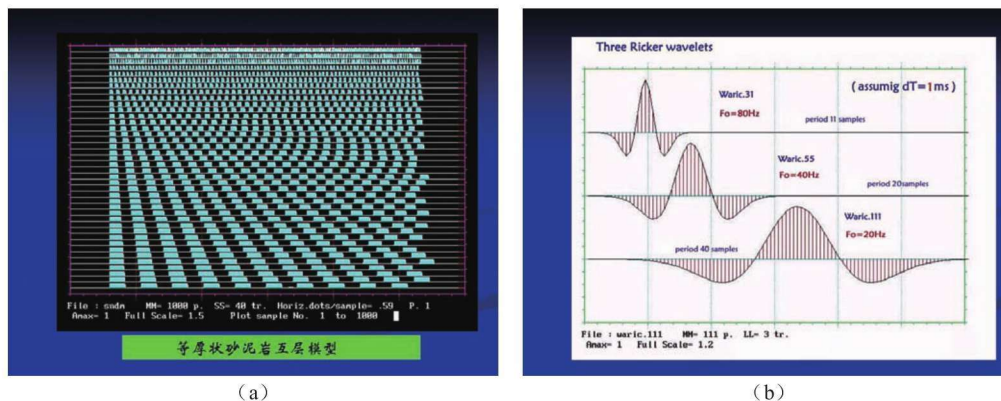 File : sndm MM= 1000 p. SS= 40 tr. Horiz.dots/sample= .59 P. 1
Amax= 1 Full Scale= 1.5 Plot sample No. 1 to 1000
等厚状砂泥岩互层模型
(a)
Three Ricker wavelets
(assumig dT=1ms)
Waric.31
Fo=80Hz
period 11 samples
Waric.55
Fo=40Hz
period 20samples
Waric.111
Fo=20Hz
period 40 samples
File : waric.111 MM= 111 p. LL= 3 tr.
Amax= 1 Full Scale= 1.2
(b)